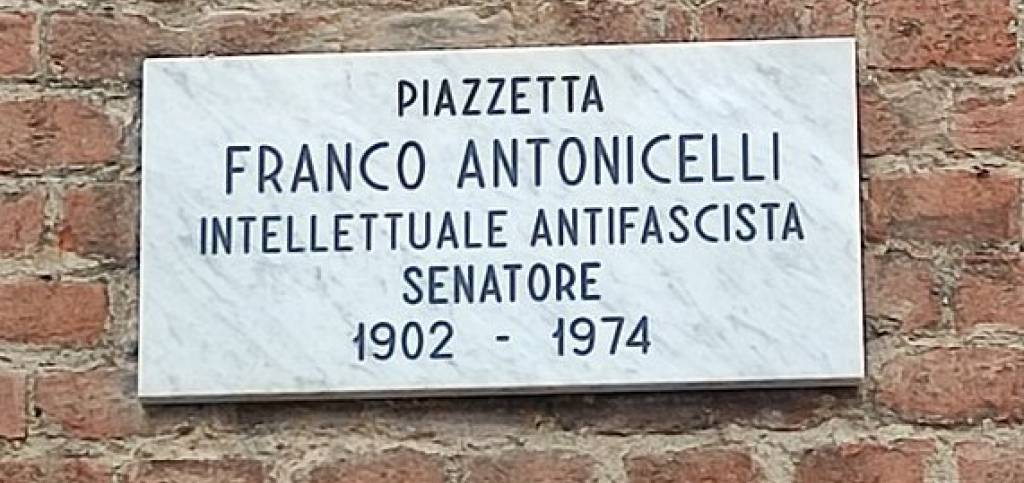 PIAZZETTA
FRANCO ANTONICELLI
INTELLETTUALE ANTIFASCISTA
SENATORE
1902 - 1974